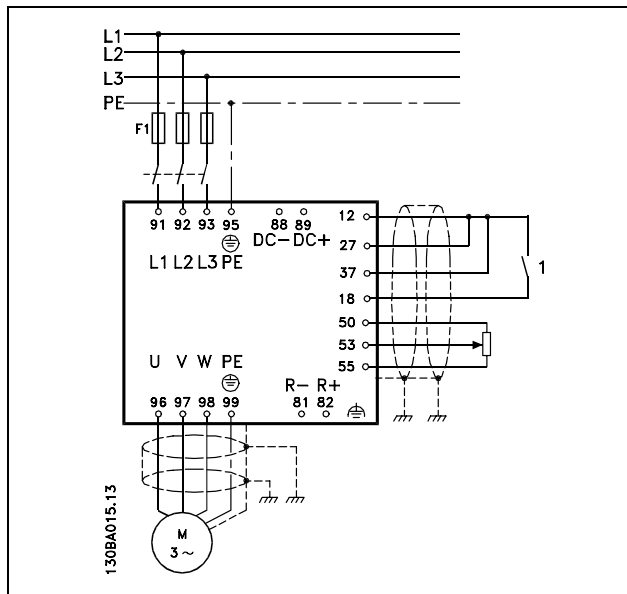 L1
L2
L3
PE
F1
91 92 93 95 88 89
DC- DC+
L1 L2 L3 PE
12
27
37
18
1
50
53
55
U V W PE
R- R+
96 97 98 99 81 82
M
3 ~
130BA015.13